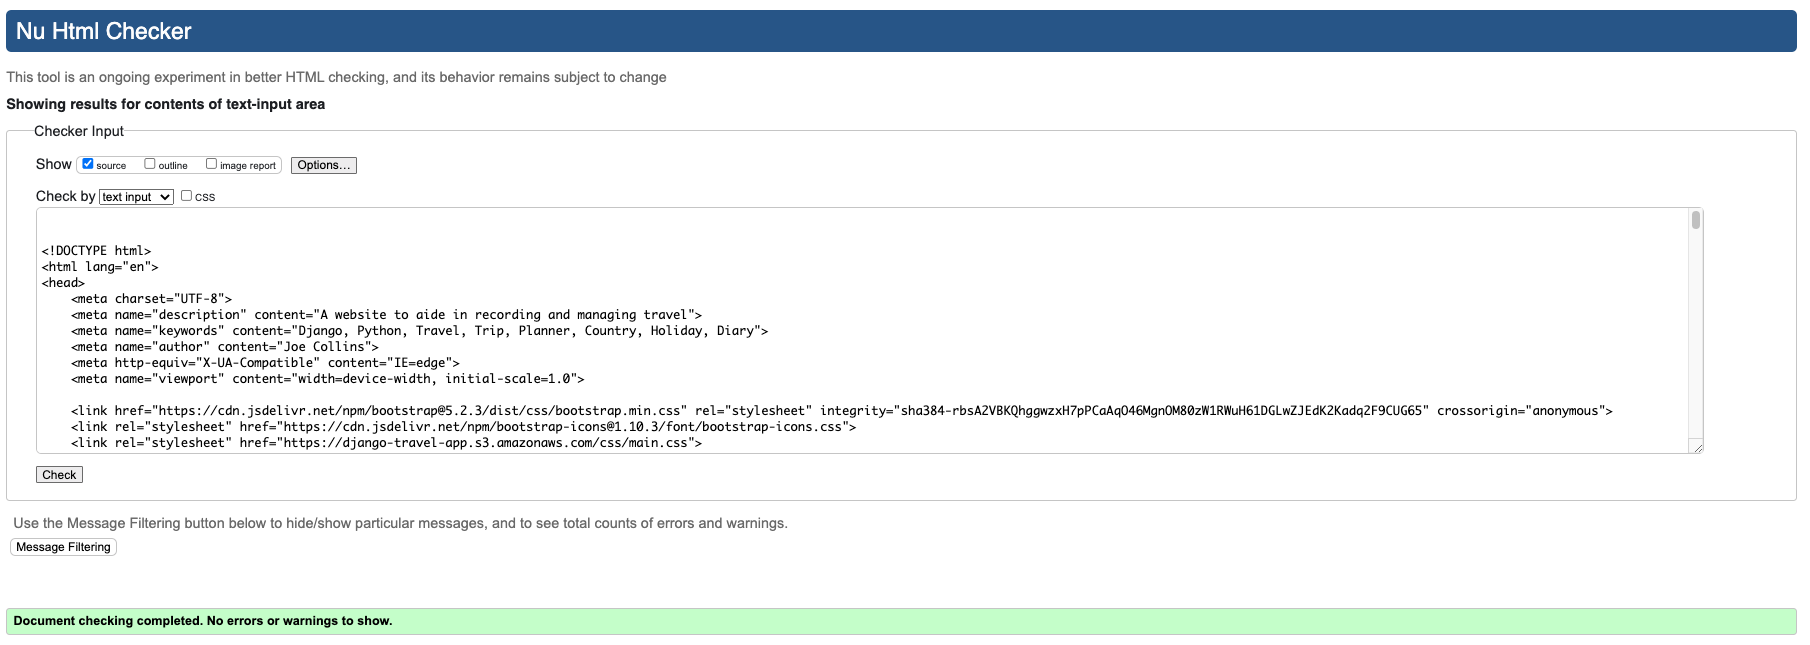 Nu Html Checker
This tool is an ongoing experiment in better HTML checking, and its behavior remains subject to change
Showing results for contents of text-input area
Checker Input
Show source outline image report Options...
Check by text input CSS
<!DOCTYPE html>
<html lang="en">
<head>
<meta charset="UTF-8">
<meta name="description" content="A website to aide in recording and managing travel">
<meta name="keywords" content="Django, Python, Travel, Trip, Planner, Country, Holiday, Diary">
<meta name="author" content="Joe Collins">
<meta http-equiv="X-UA-Compatible" content="IE=edge">
<meta name="viewport" content="width=device-width, initial-scale=1.0">
<link href="https://cdn.jsdelivr.net/npm/bootstrap@5.2.3/dist/css/bootstrap.min.css" rel="stylesheet" integrity="sha384-rbsA2VBKQhggwzxH7pPCaAqO46MgnOM80zW1RWuH61DGLwZJEdK2Kadq2F9CUG65" crossorigin="anonymous">
<link rel="stylesheet" href="https://cdn.jsdelivr.net/npm/bootstrap-icons@1.10.3/font/bootstrap-icons.css">
<link rel="stylesheet" href="https://django-travel-app.s3.amazonaws.com/css/main.css">
Check
Use the Message Filtering button below to hide/show particular messages, and to see total counts of errors and warnings.
Message Filtering
Document checking completed. No errors or warnings to show.